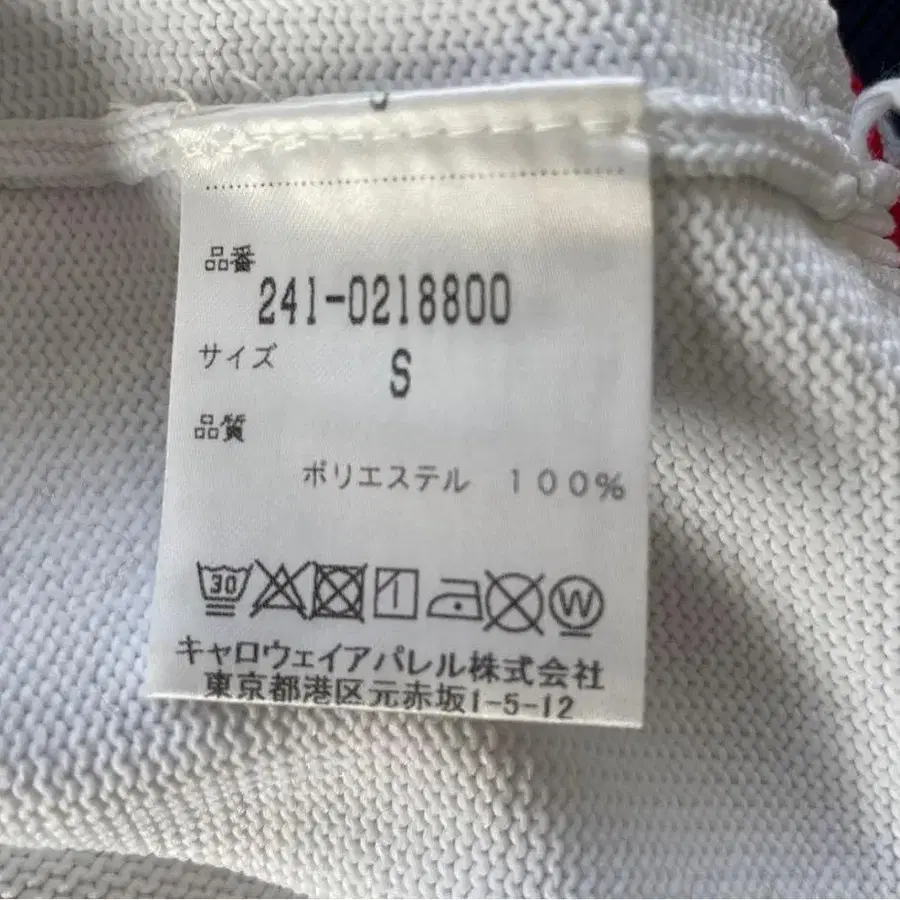 品番
241-0218800
サイズ
S
品質
ポリエステル 100%
30 W
キャロウェイアパレル株式会社
東京都港区元赤坂1-5-12